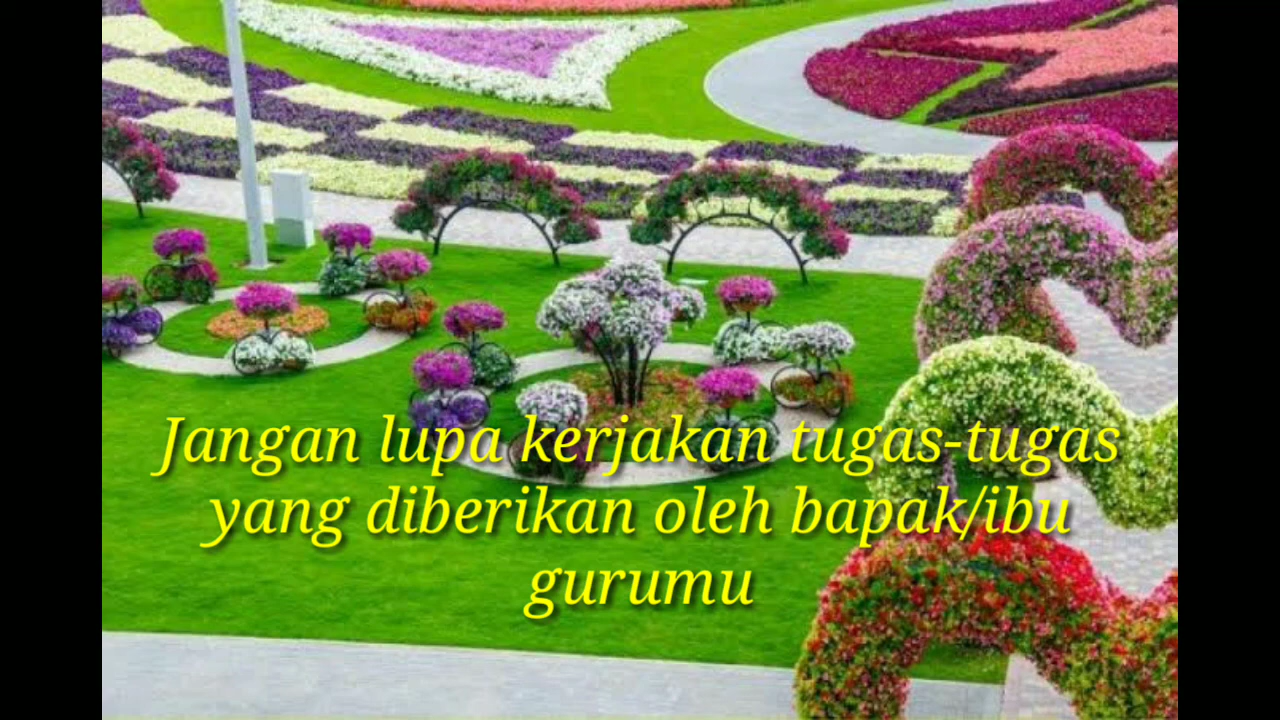 Jangan lupa kerjakan tugas-tugas
yang diberikan oleh bapak/ibu
gurumu